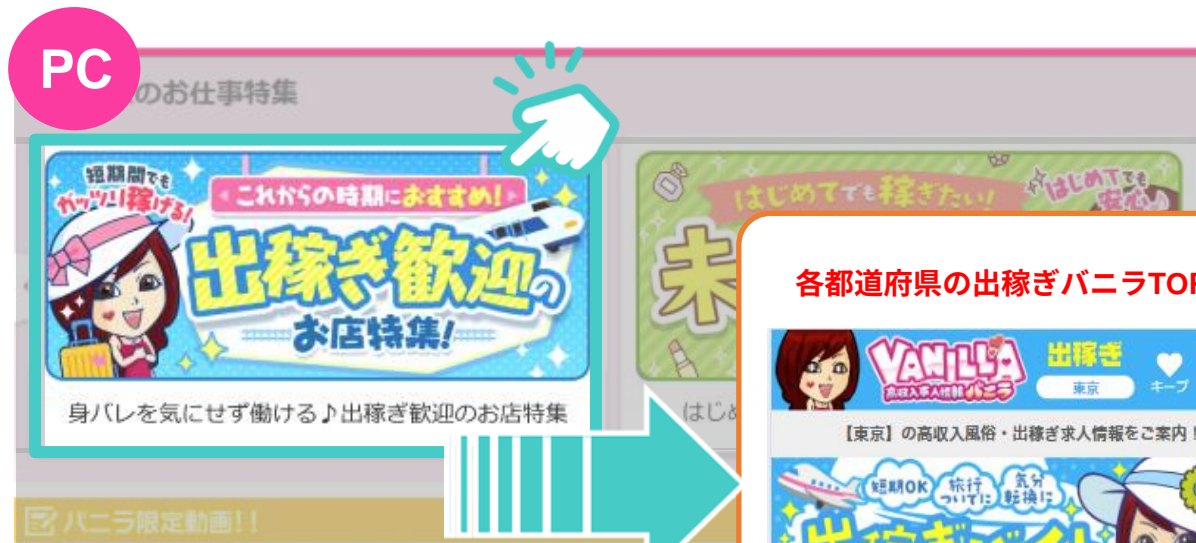 PC
のお仕事特集
短期間でも
ガッツリ稼げる!
これからの時期におすすめ!
出稼ぎ歓迎の
お店特集!
身バレを気にせず働ける♪出稼ぎ歓迎のお店特集
はじめてでも稼ぎたい!
はじめてでも
安心♪
未
はじ
バニラ限定動画!!
各都道府県の出稼ぎバニラTOP
VANILLA
高収入求人情報バニラ
出稼ぎ
東京
キープ
【東京】の高収入風俗・出稼ぎ求人情報をご案内!
短期OK
旅行
ついでに
気分
転換に
出稼ぎバイト